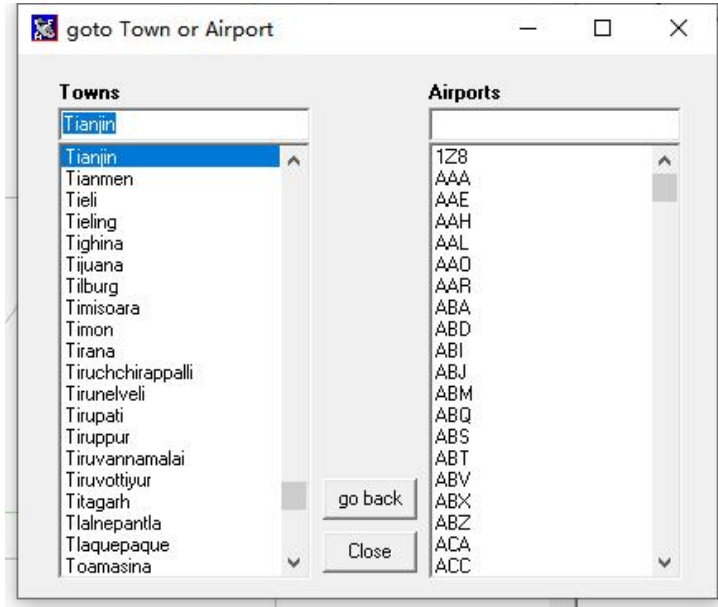 goto Town or Airport
Towns
Tianjin
Tianjin
Tianmen
Tieli
Tieling
Tighina
Tijuana
Tilburg
Timisoara
Timon
Tirana
Tiruchchirappalli
Tirunelveli
Tirupati
Tiruppur
Tiruvannamalai
Tiruvottiyur
Titagarh
Tlalnepantla
Tlaquepaque
Toamasina
go back
Close
Airports
1Z8
AAA
AAE
AAH
AAL
AAO
AAR
ABA
ABD
ABI
ABJ
ABM
ABQ
ABS
ABT
ABV
ABX
ABZ
ACA
ACC